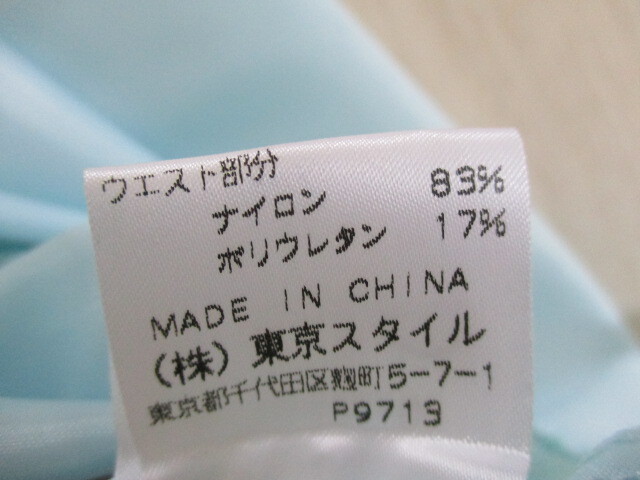 ウエスト部分
ナイロン 83%
ポリウレタン 17%
MADE IN CHINA
(株)東京スタイル
東京都千代田区麹町5-7-1
P9713